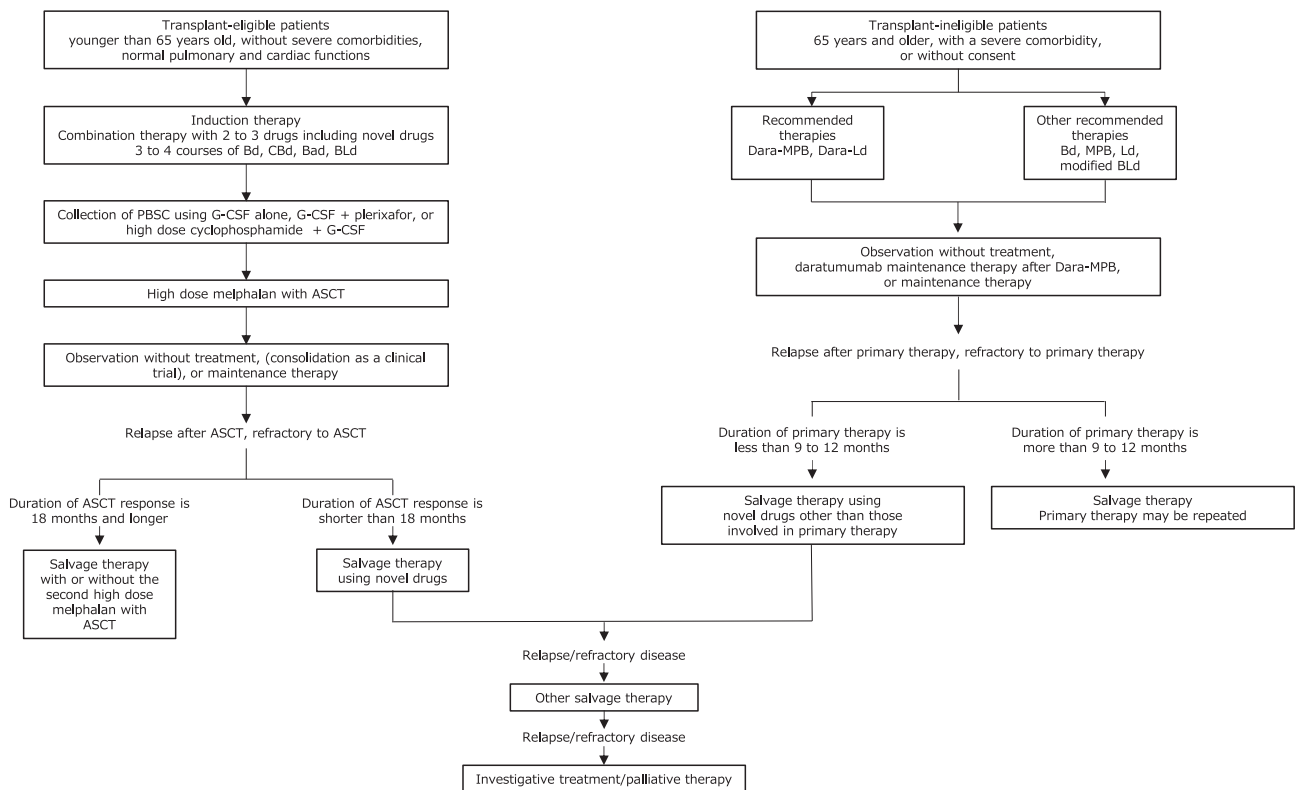 Transplant-eligible patients
younger than 65 years old, without severe comorbidities,
normal pulmonary and cardiac functions
Induction therapy
Combination therapy with 2 to 3 drugs including novel drugs
3 to 4 courses of Bd, CBd, Bad, BLd
Collection of PBSC using G-CSF alone, G-CSF + plerixafor, or
high dose cyclophosphamide + G-CSF
High dose melphalan with ASCT
Observation without treatment, (consolidation as a clinical
trial), or maintenance therapy
Relapse after ASCT, refractory to ASCT
Duration of ASCT response is
18 months and longer
Duration of ASCT response is
shorter than 18 months
Salvage therapy
with or without the
second high dose
melphalan with
ASCT
Salvage therapy
using novel drugs
Transplant-ineligible patients
65 years and older, with a severe comorbidity,
or without consent
Recommended
therapies
Dara-MPB, Dara-Ld
Other recommended
therapies
Bd, MPB, Ld,
modified BLd
Observation without treatment,
daratumumab maintenance therapy after Dara-MPB,
or maintenance therapy
Relapse after primary therapy, refractory to primary therapy
Duration of primary therapy is
less than 9 to 12 months
Duration of primary therapy is
more than 9 to 12 months
Salvage therapy using
novel drugs other than those
involved in primary therapy
Salvage therapy
Primary therapy may be repeated
Relapse/refractory disease
Other salvage therapy
Relapse/refractory disease
Investigative treatment/palliative therapy